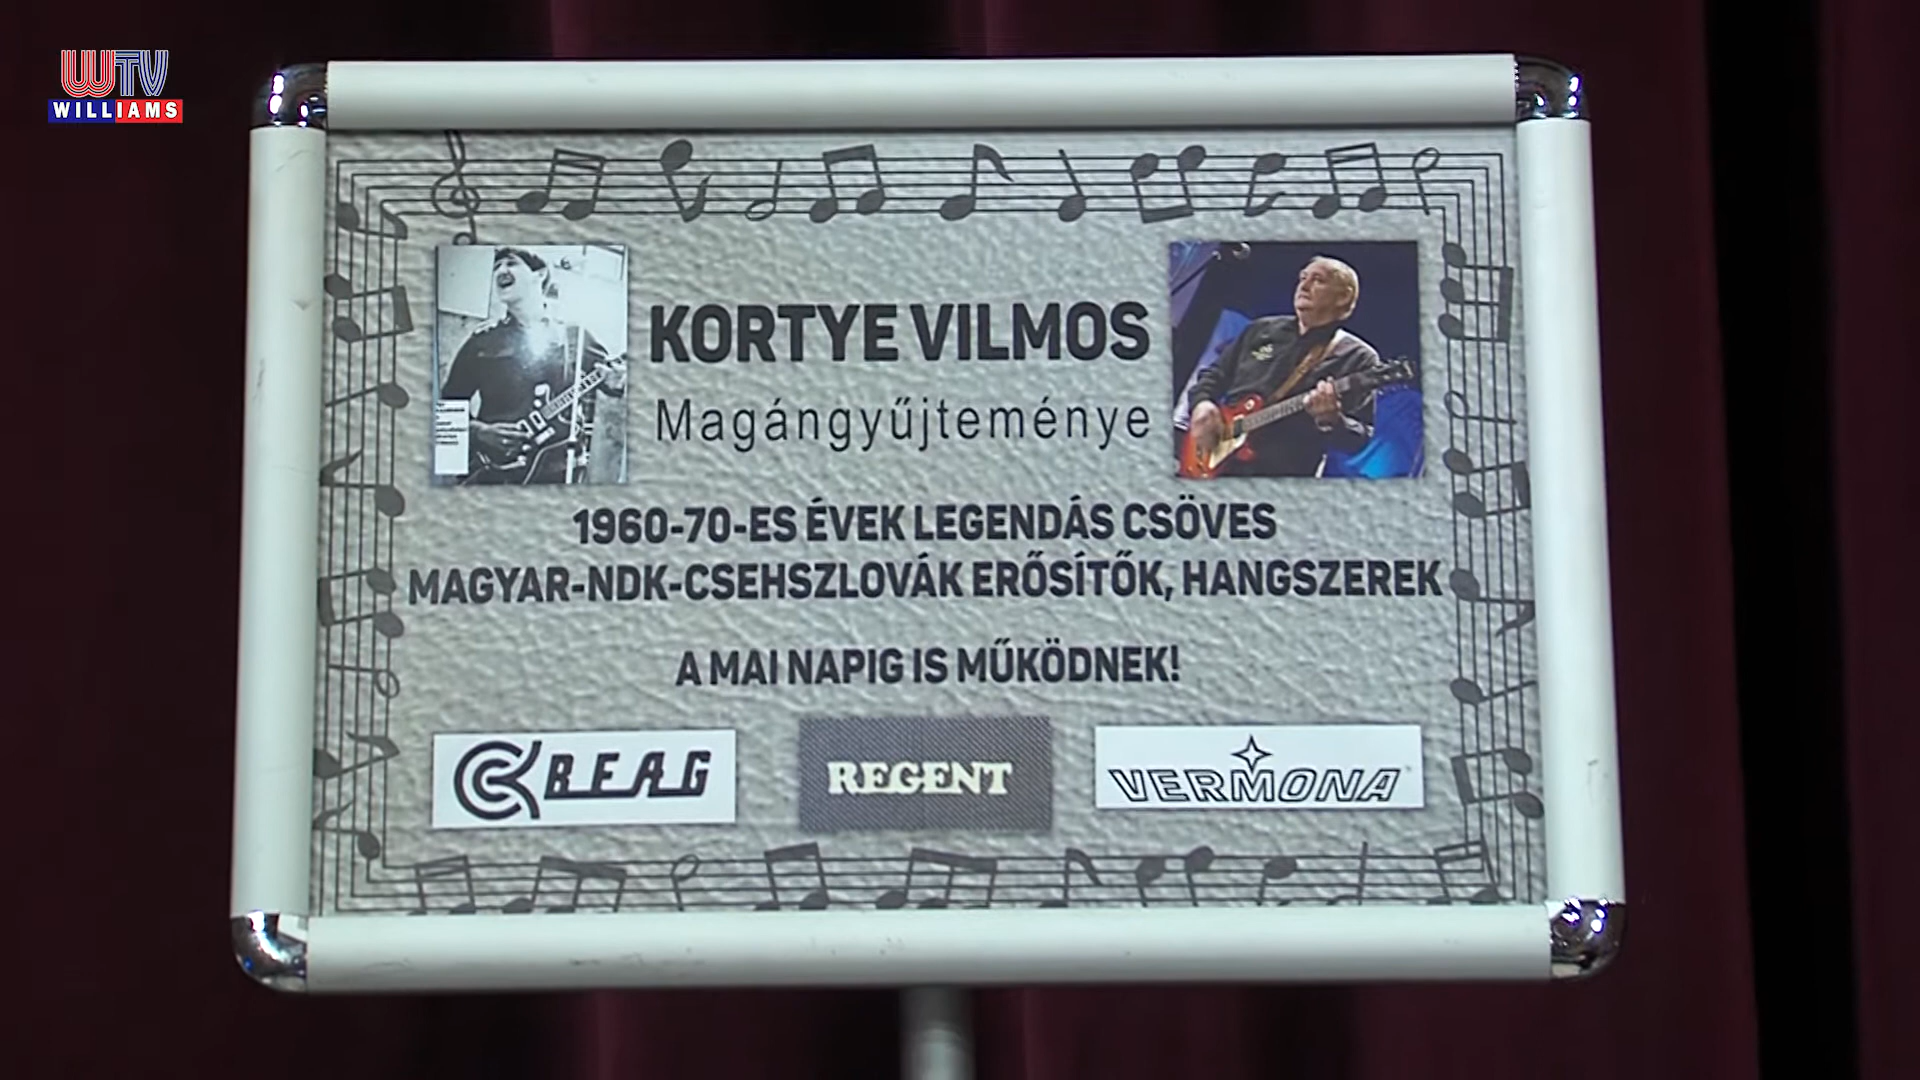 WTV
WILLIAMS
KORTYE VILMOS
Magángyűjteménye
1960-70-ES ÉVEK LEGENDÁS CSÖVES
MAGYAR-NDK-CSEHSZLOVÁK ERŐSÍTŐK, HANGSZEREK
A MAI NAPIG IS MŰKÖDNEK!
BEAG
REGENT
VERMONA